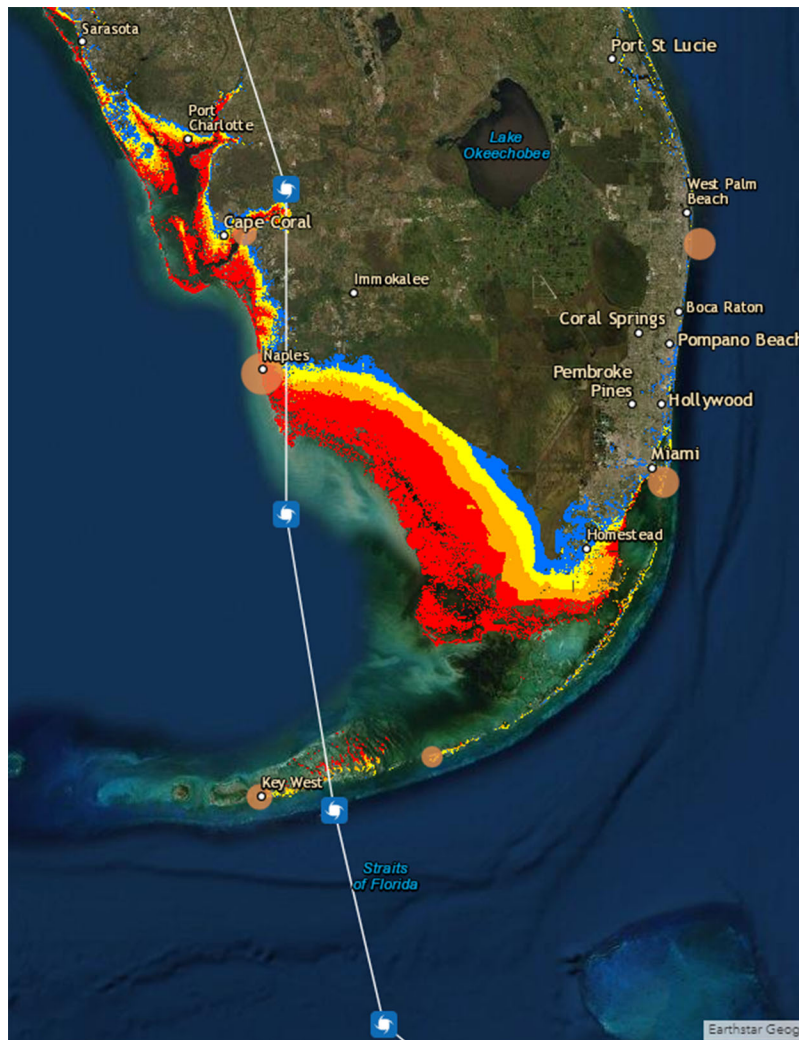 Sarasota
Port St Lucie
Port
Charlotte
Lake
Okeechobee
West Palm
Beach
Cape Coral
Immokalee
Boca Raton
Coral Springs
Pompano Beach
Naples
Pembroke
Pines
Hollywood
Miami
Homestead
Key West
Straits
of Florida
Earthstar Geog